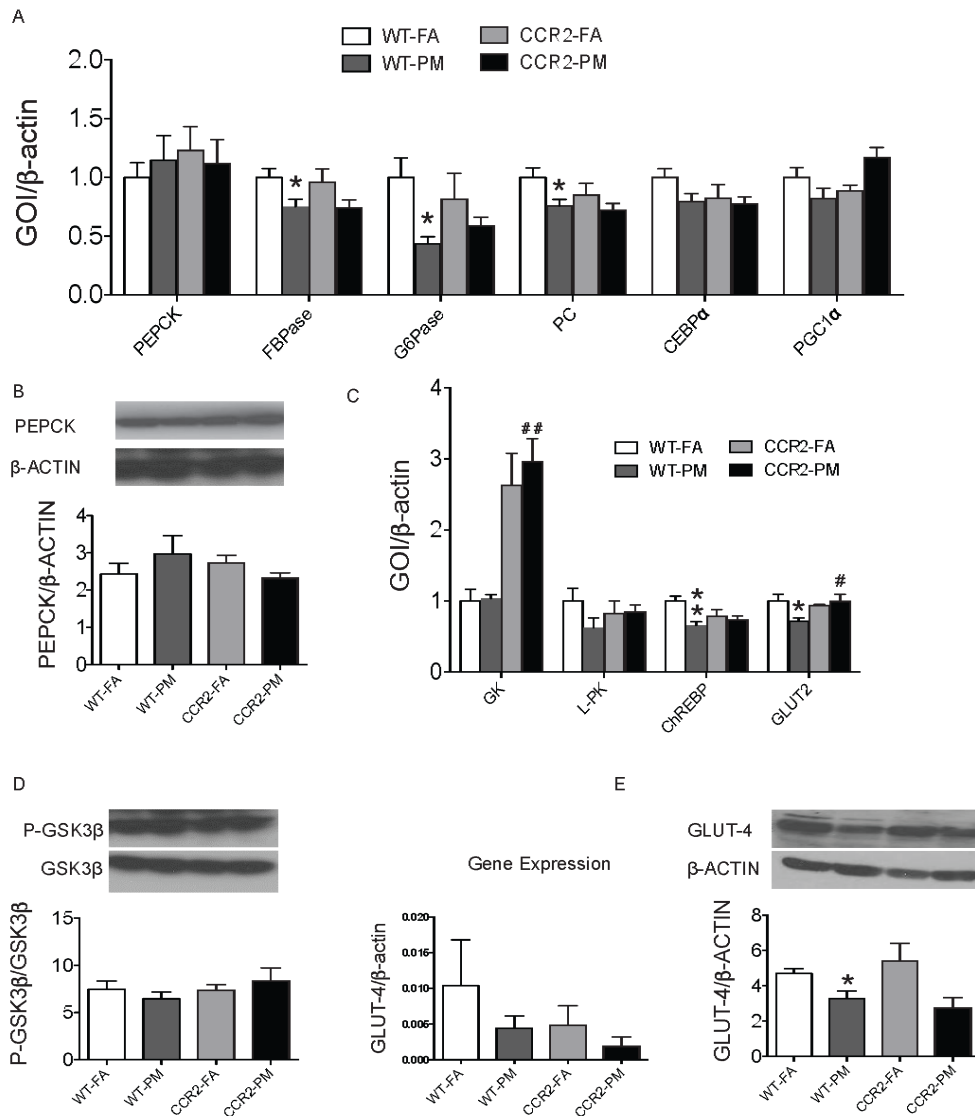 A
WT-FA CCR2-FA
WT-PM CCR2-PM
GOI/β-actin
2.0
1.5
1.0
0.5
0.0
* * *
PEPCK FBPase G6Pase PC CEBPα PGC1α
B
PEPCK
β-ACTIN
PEPCK/β-ACTIN
4
3
2
1
0
WT-FA WT-PM CCR2-FA CCR2-PM
C
GOI/β-actin
4
3
2
1
0
WT-FA CCR2-FA
WT-PM CCR2-PM
##
* * * #
GK L-PK ChREBP GLUT2
D
P-GSK3β
GSK3β
P-GSK3β/GSK3β
15
10
5
0
WT-FA WT-PM CCR2-FA CCR2-PM
Gene Expression
GLUT-4/β-actin
0.020
0.015
0.010
0.005
0.000
WT-FA WT-PM CCR2-FA CCR2-PM
E
GLUT-4
β-ACTIN
GLUT-4/β-ACTIN
8
6
4
2
0
*
WT-FA WT-PM CCR2-FA CCR2-PM